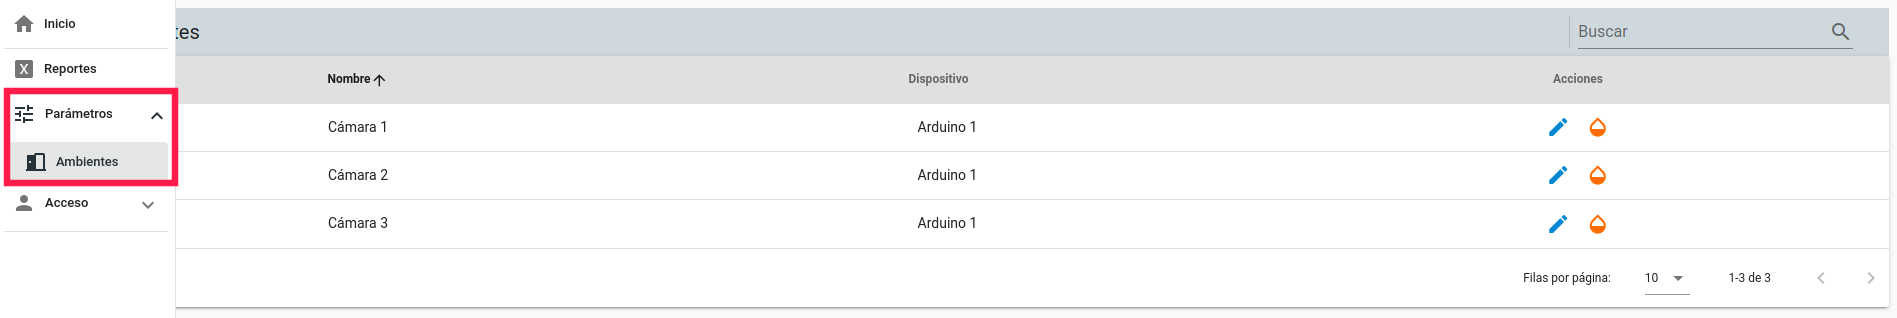 Inicio
Reportes
Parámetros
Ambientes
Acceso
tes
Buscar
Nombre
Dispositivo
Acciones
Cámara 1
Arduino 1
Cámara 2
Arduino 1
Cámara 3
Arduino 1
Filas por página:
10
1-3 de 3